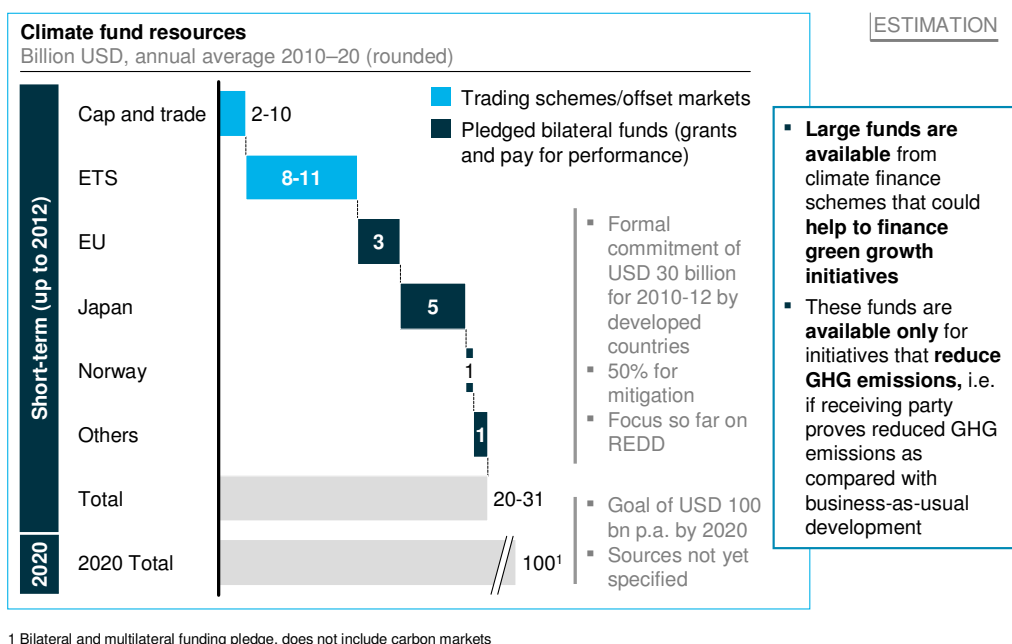 Climate fund resources
Billion USD, annual average 2010–20 (rounded)
ESTIMATION
Short-term (up to 2012)
2020
Trading schemes/offset markets
Pledged bilateral funds (grants
and pay for performance)
Cap and trade
2-10
ETS
8-11
EU
3
Japan
5
Norway
1
Others
1
Total
20-31
2020 Total
100¹
▪ Formal
commitment of
USD 30 billion
for 2010-12 by
developed
countries
▪ 50% for
mitigation
▪ Focus so far on
REDD
▪ Goal of USD 100
bn p.a. by 2020
▪ Sources not yet
specified
▪ Large funds are
available from
climate finance
schemes that could
help to finance
green growth
initiatives
▪ These funds are
available only for
initiatives that reduce
GHG emissions, i.e.
if receiving party
proves reduced GHG
emissions as
compared with
business-as-usual
development
1 Bilateral and multilateral funding pledge, does not include carbon markets